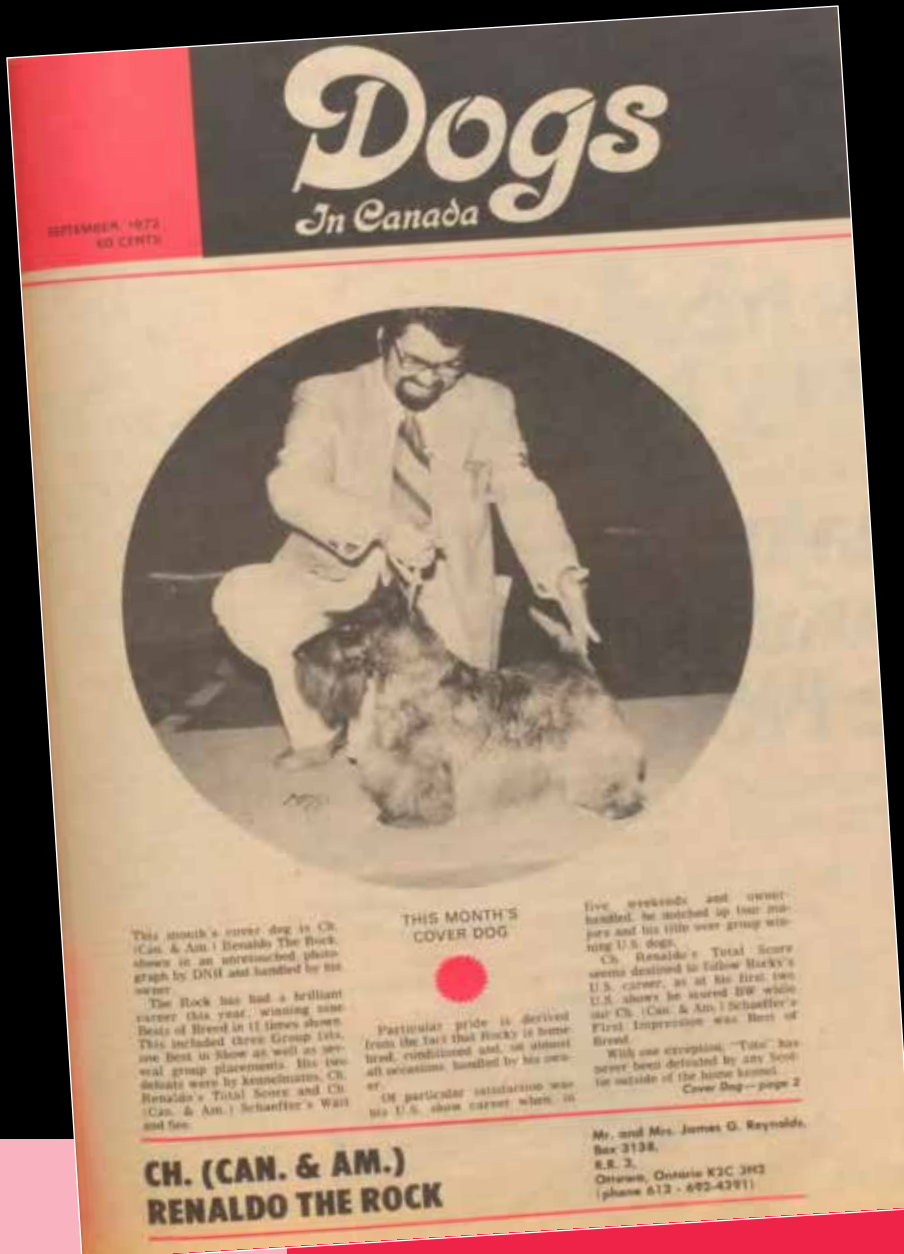 Dogs
In Canada
SEPTEMBER, 1972
60 CENTS
This month's cover dog is Ch.
(Can. & Am.) Renaldo The Rock,
shown in an unretouched photo-
graph by DNH and handled by his
owner.
The Rock has had a brilliant
career this year, winning nine
Bests of Breed in 11 times shown.
This included three Group 1sts,
one Best in Show as well as sev-
eral group placements. His two
defeats were by kennelmates, Ch.
Renaldo's Total Score and Ch.
(Can. & Am.) Schaeffer's Wait
and See.
THIS MONTH'S
COVER DOG
Particular pride is derived
from the fact that Rocky is home
bred, conditioned and, on almost
all occasions, handled by his own-
er.
Of particular satisfaction was
his U.S. show career when, in
five weekends and owner-
handled, he notched up four ma-
jors and his title over group win-
ning U.S. dogs.
Ch. Renaldo's Total Score
seems destined to follow Rocky's
U.S. career, as at his first two
U.S. shows he scored BW while
our Ch. (Can. & Am.) Schaeffer's
First Impression was Best of
Breed.
With one exception, "Toto" has
never been defeated by any Scot-
tie outside of the home kennel.
Cover Dog — page 2
CH. (CAN. & AM.)
RENALDO THE ROCK
Mr. and Mrs. James G. Reynolds,
Box 3138,
R.R. 3,
Ottawa, Ontario K2C 3H2
(phone 613 - 692-4391)